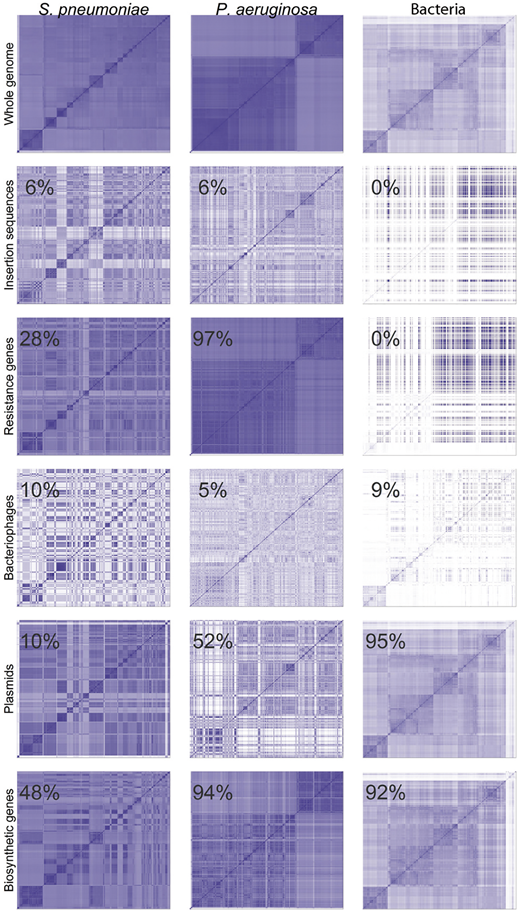 S. pneumoniae P. aeruginosa Bacteria
Whole genome
Insertion sequences 6% 6% 0%
Resistance genes 28% 97% 0%
Bacteriophages 10% 5% 9%
Plasmids 10% 52% 95%
Biosynthetic genes 48% 94% 92%